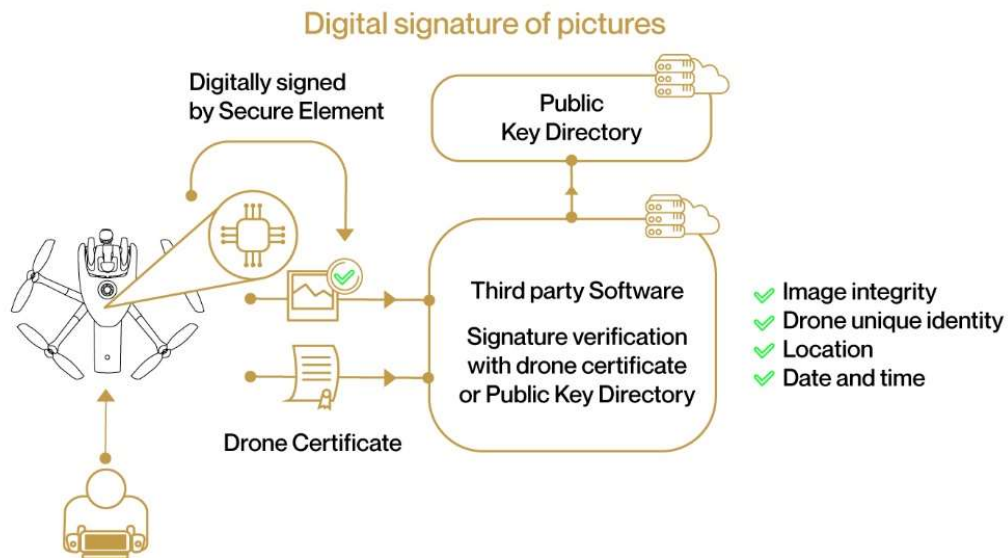 Digital signature of pictures
Digitally signed
by Secure Element
Public
Key Directory
Third party Software
Signature verification
with drone certificate
or Public Key Directory
Image integrity
Drone unique identity
Location
Date and time
Drone Certificate